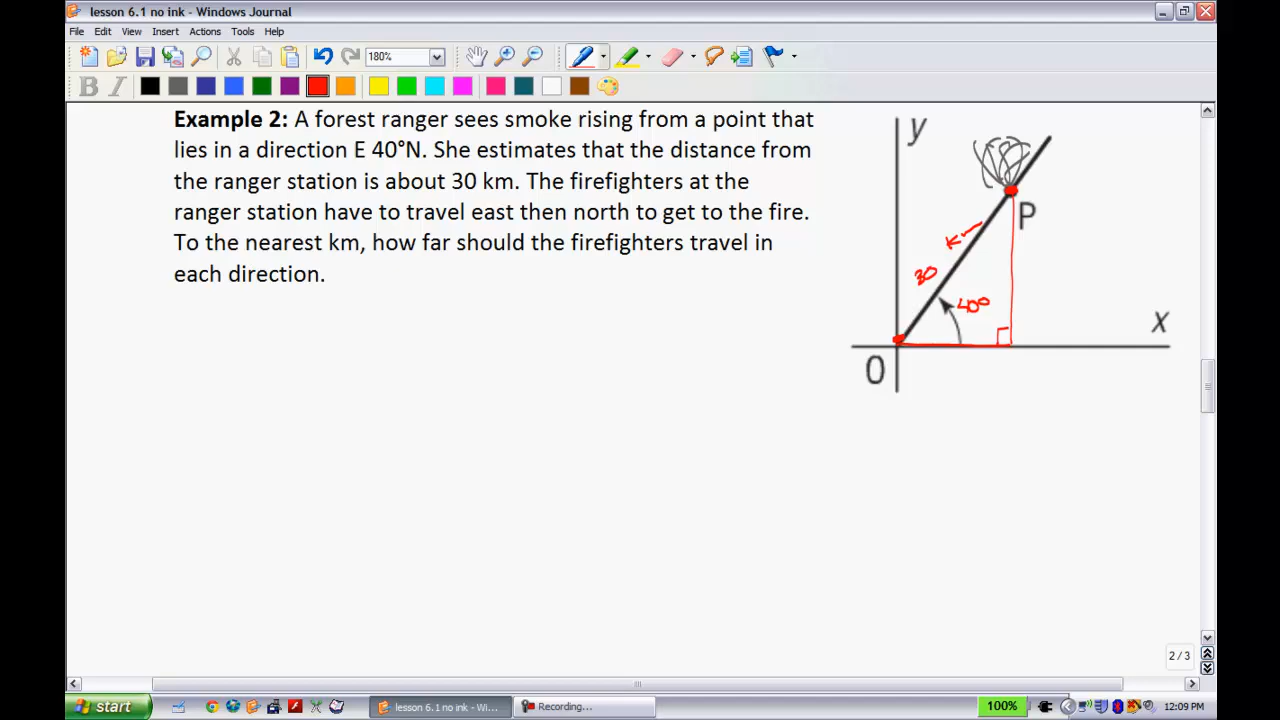 lesson 6.1 no ink - Windows Journal
File Edit View Insert Actions Tools Help
180%
B I
Example 2: A forest ranger sees smoke rising from a point that
lies in a direction E 40°N. She estimates that the distance from
the ranger station is about 30 km. The firefighters at the
ranger station have to travel east then north to get to the fire.
To the nearest km, how far should the firefighters travel in
each direction.
y
P
30
40°
x
O
2 / 3
start
lesson 6.1 no ink - Wi...
Recording...
100%
12:09 PM